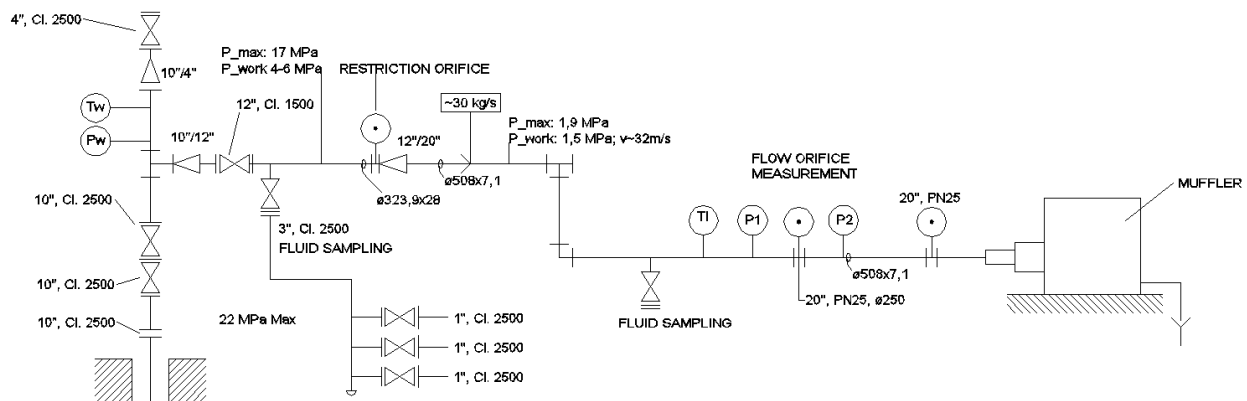 4", Cl. 2500
10"/4"
Tw
Pw
10"/12"
12", Cl. 1500
P_max: 17 MPa
P_work 4-6 MPa
RESTRICTION ORIFICE
12"/20"
~30 kg/s
P_max: 1,9 MPa
P_work: 1,5 MPa; v~32m/s
ø323,9x28
ø508x7,1
10", Cl. 2500
10", Cl. 2500
10", Cl. 2500
3", Cl. 2500
FLUID SAMPLING
22 MPa Max
1", Cl. 2500
1", Cl. 2500
1", Cl. 2500
FLOW ORIFICE
MEASUREMENT
TI
P1
P2
20", PN25
MUFFLER
ø508x7,1
20", PN25, ø250
FLUID SAMPLING